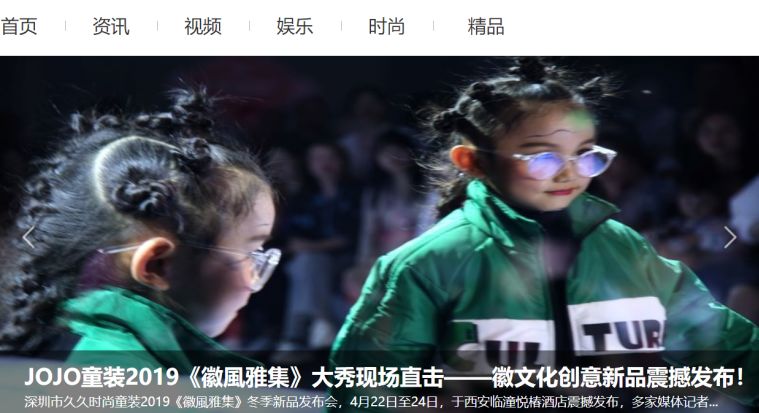 首页 资讯 视频 娱乐 时尚 精品
CULTUR
JOJO童装2019《徽風雅集》大秀现场直击——徽文化创意新品震撼发布！
深圳市久久时尚童装2019《徽風雅集》冬季新品发布会，4月22日至24日，于西安临潼悦椿酒店震撼发布，多家媒体记者...